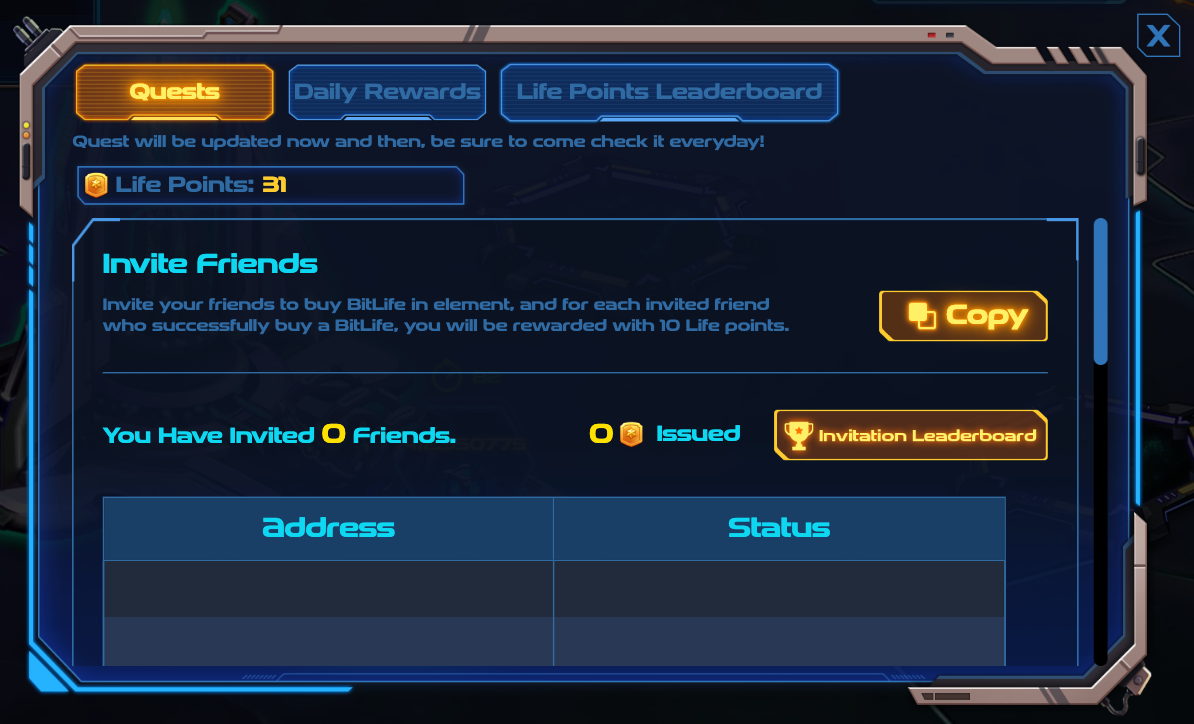 X
Quests
Daily Rewards
Life Points Leaderboard
Quest will be updated now and then, be sure to come check it everyday!
Life Points: 31
Invite Friends
Invite your friends to buy BitLife in element, and for each invited friend
who successfully buy a BitLife, you will be rewarded with 10 Life points.
Copy
You Have Invited 0 Friends.
0 Issued
Invitation Leaderboard
address
Status